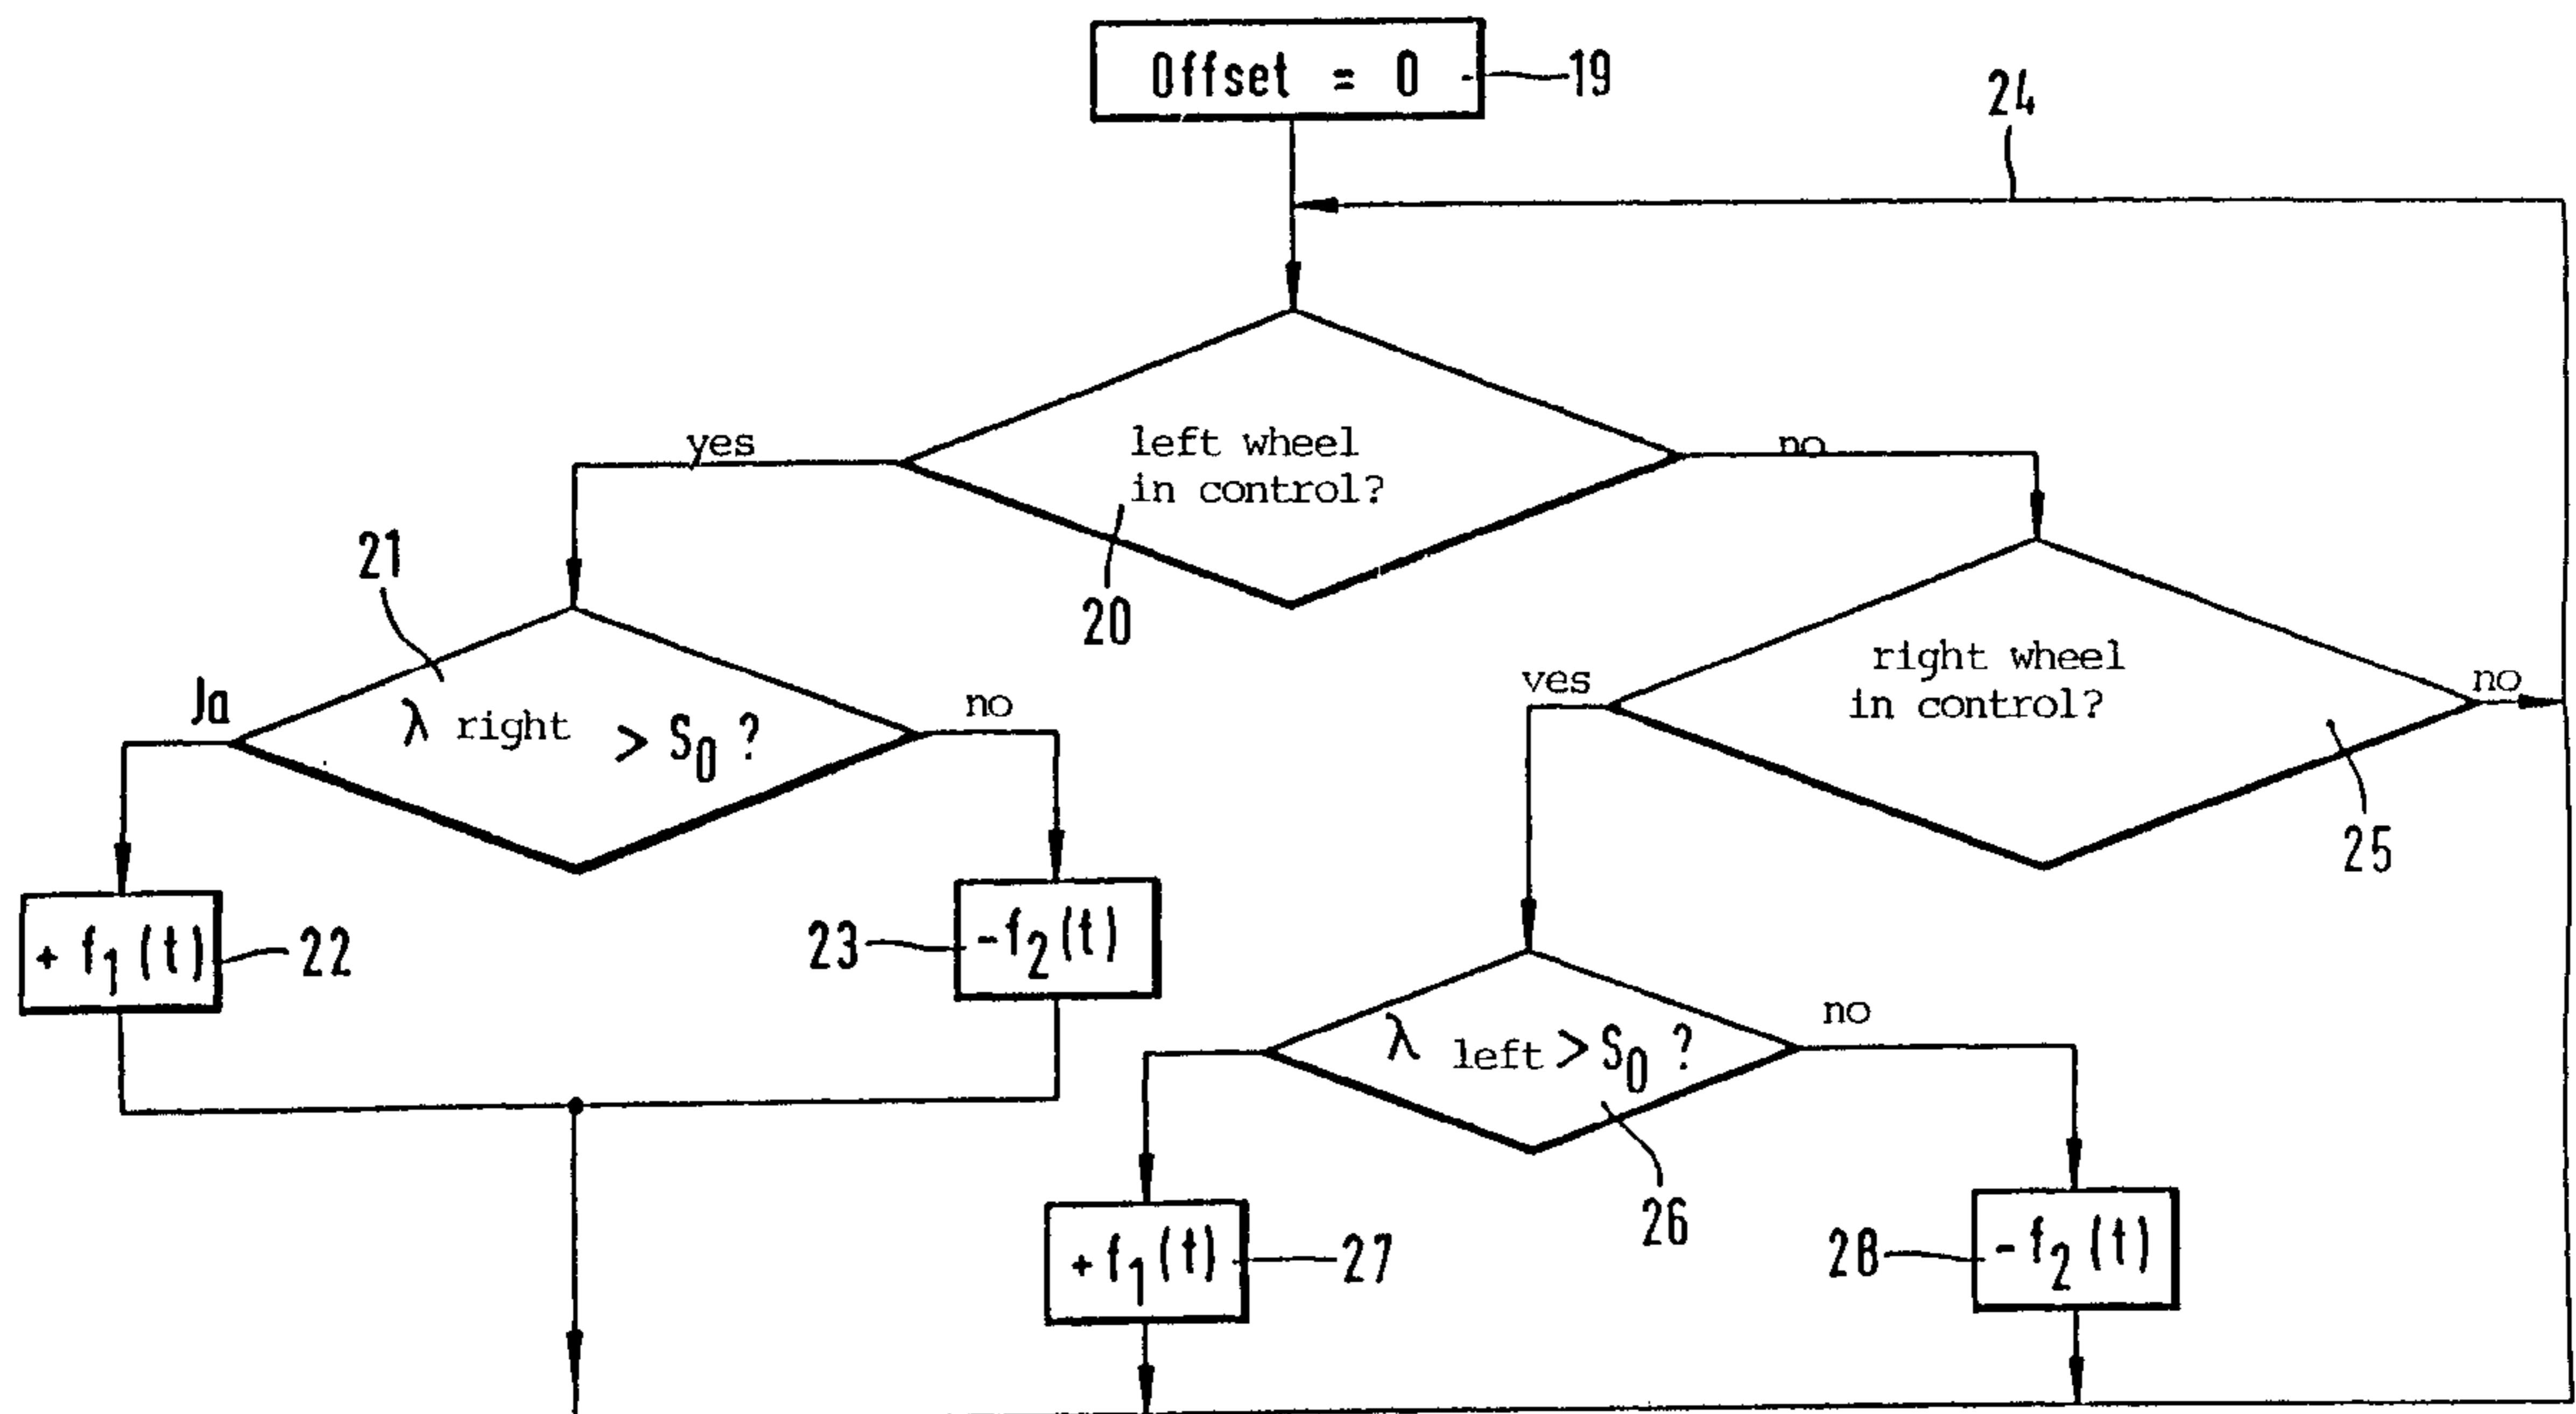 Offset = 0
19
24
yes
left wheel
in control?
no
20
21
Ja
λ right > S0 ?
no
right wheel
in control?
yes
no
25
+ f1 (t)
22
23
-f2 (t)
λ left > S0 ?
no
26
+ f1 (t)
27
28
- f2 (t)